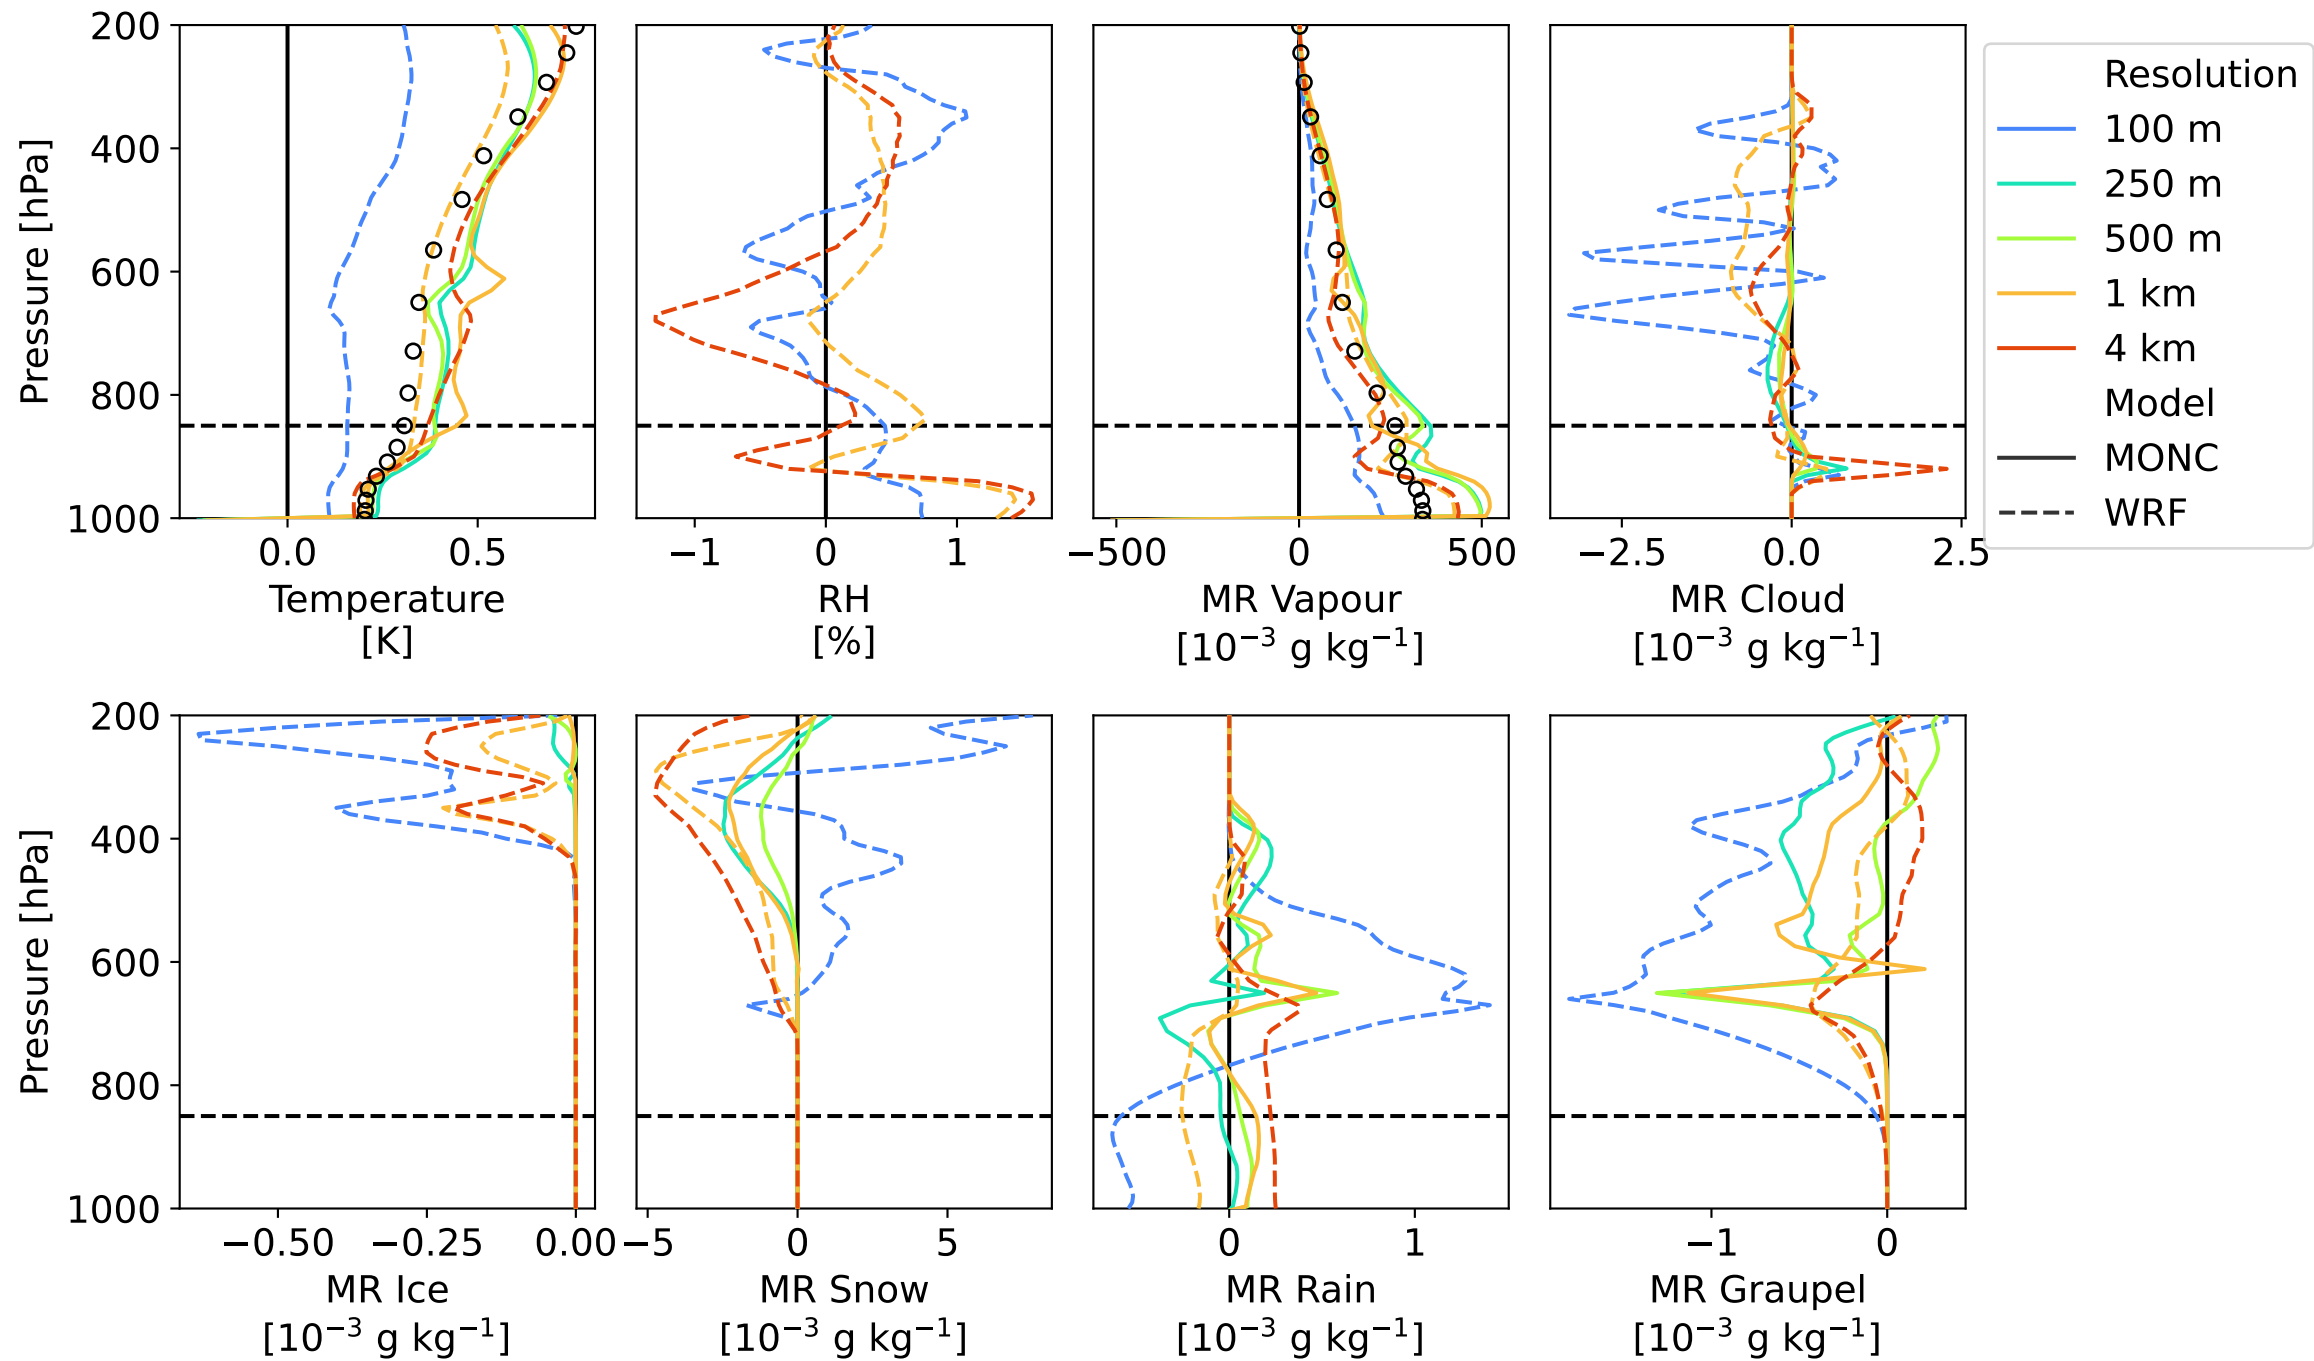 200
400
600
800
1000
Pressure [hPa]
0.0 0.5
Temperature
[K]
−1 0 1
RH
[%]
−500 0 500
MR Vapour
[10⁻³ g kg⁻¹]
−2.5 0.0 2.5
MR Cloud
[10⁻³ g kg⁻¹]
Resolution
100 m
250 m
500 m
1 km
4 km
Model
MONC
WRF
200
400
600
800
1000
Pressure [hPa]
−0.50 −0.25 0.00
MR Ice
[10⁻³ g kg⁻¹]
−5 0 5
MR Snow
[10⁻³ g kg⁻¹]
0 1
MR Rain
[10⁻³ g kg⁻¹]
−1 0
MR Graupel
[10⁻³ g kg⁻¹]